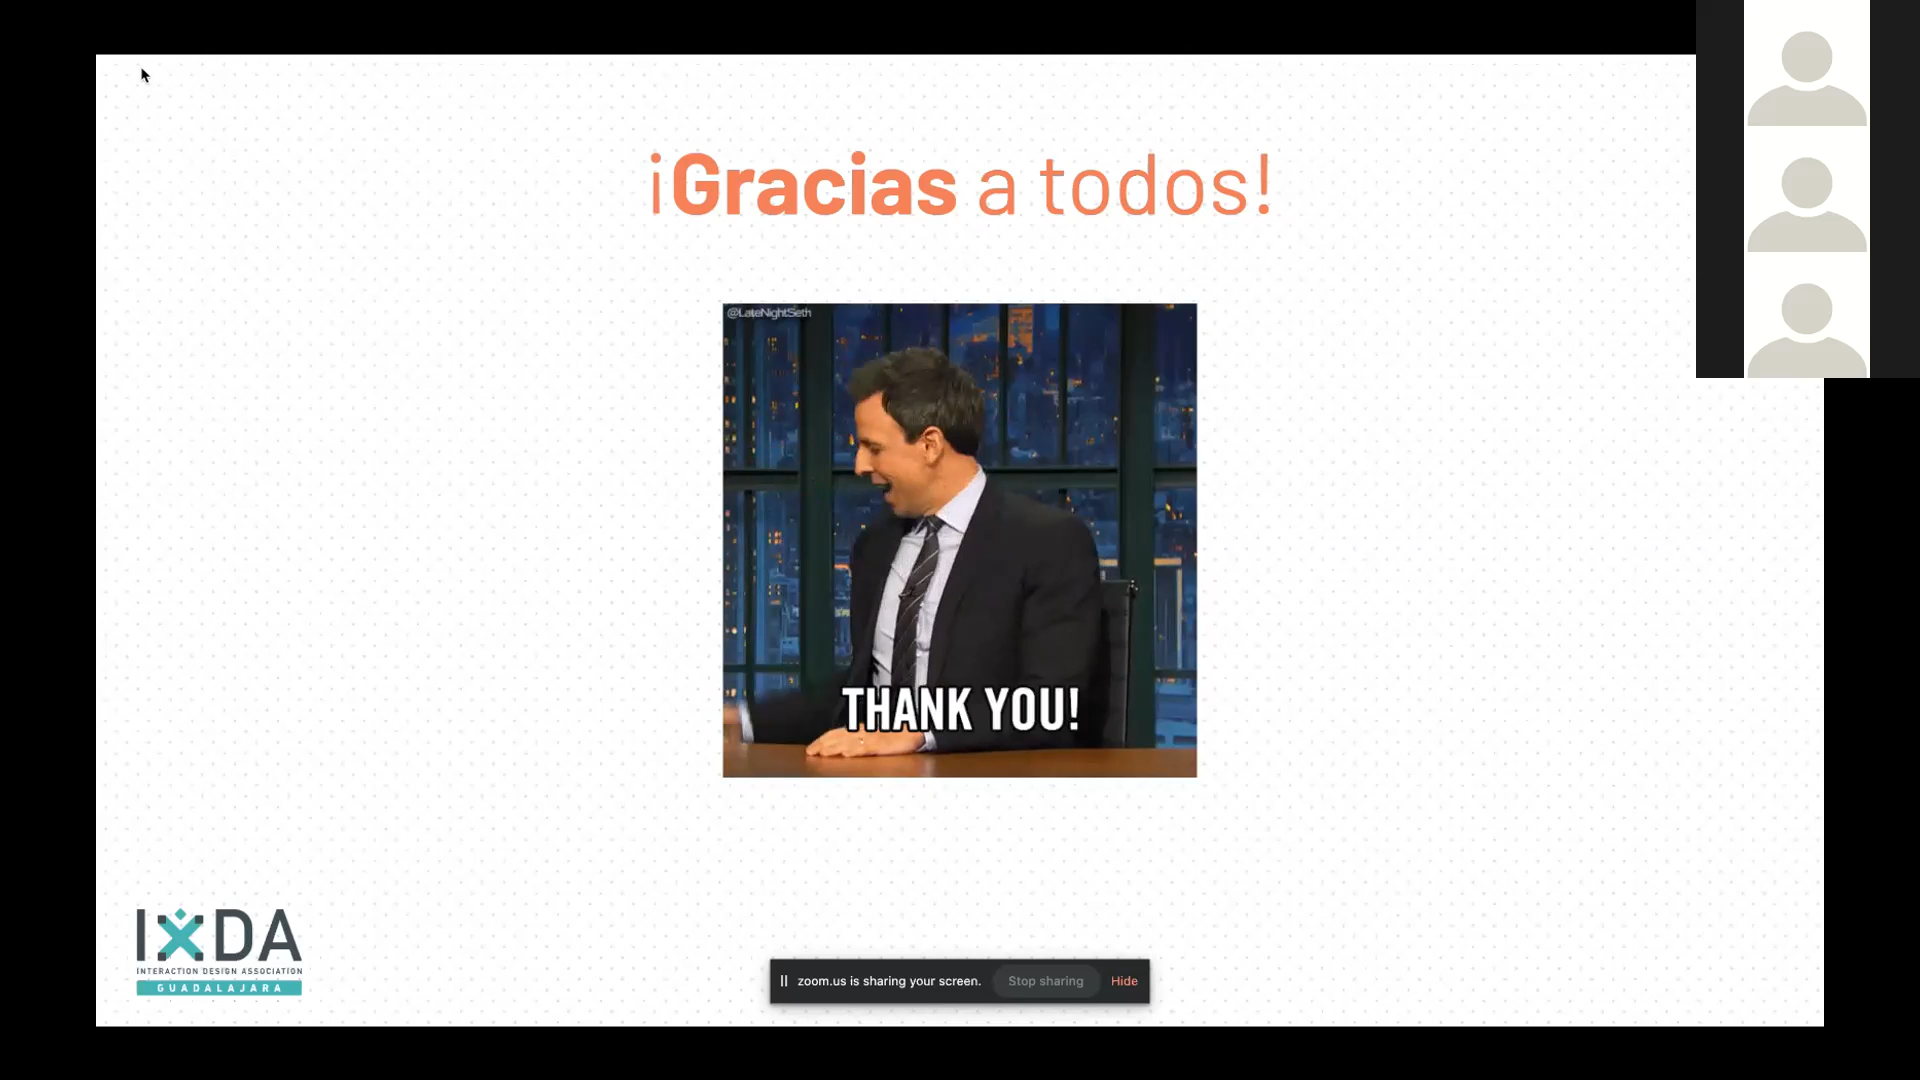 ¡Gracias a todos!
@LateNightSeth
THANK YOU!
IXDA
INTERACTION DESIGN ASSOCIATION
GUADALAJARA
zoom.us is sharing your screen. Stop sharing Hide